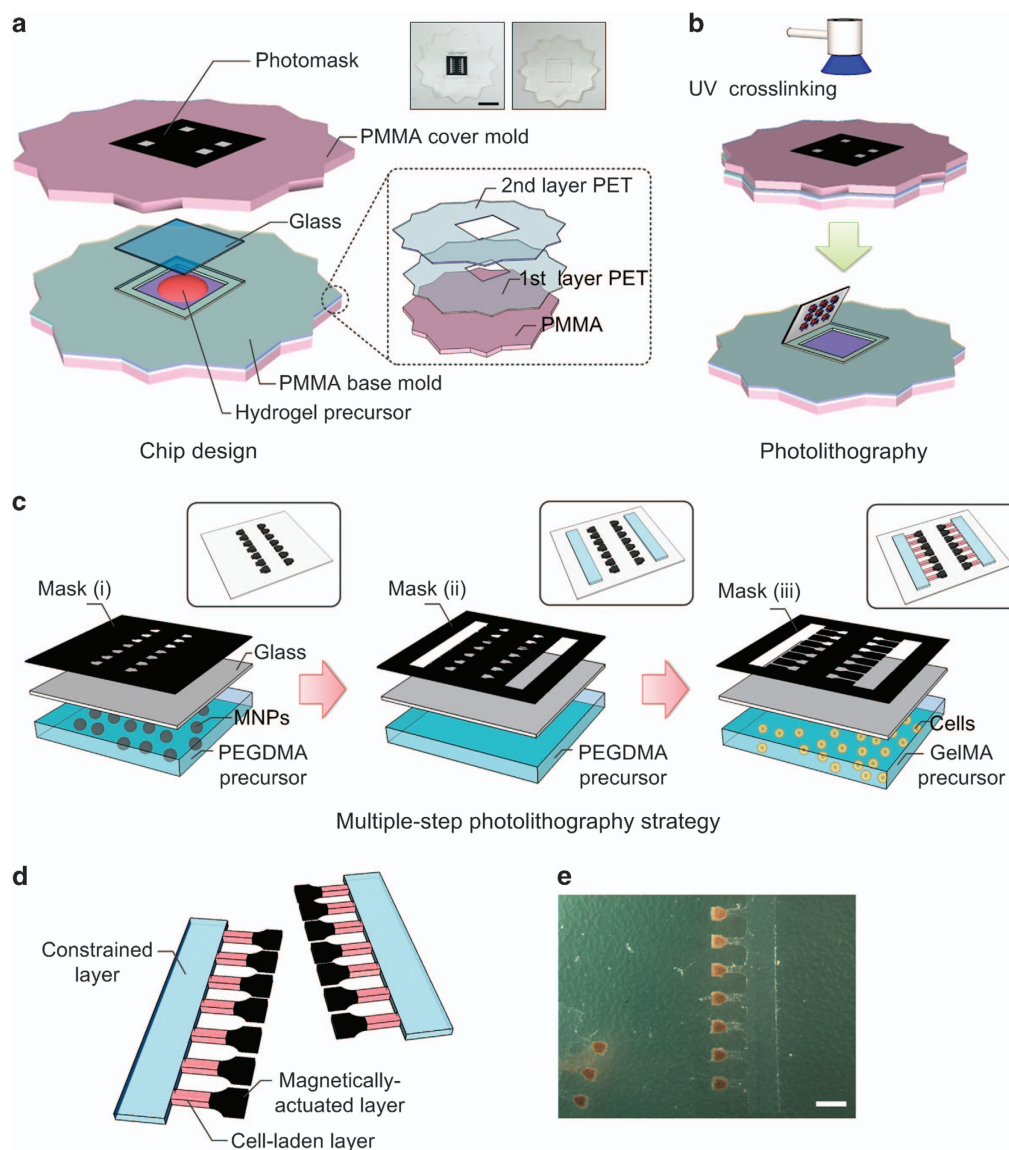 a
Photomask
PMMA cover mold
2nd layer PET
Glass
1st layer PET
PMMA
PMMA base mold
Hydrogel precursor
Chip design
b
UV crosslinking
Photolithography
c
Mask (i)
Glass
MNPs
PEGDMA
precursor
Mask (ii)
PEGDMA
precursor
Mask (iii)
Cells
GelMA
precursor
Multiple-step photolithography strategy
d
Constrained
layer
Magnetically-
actuated layer
Cell-laden layer
e